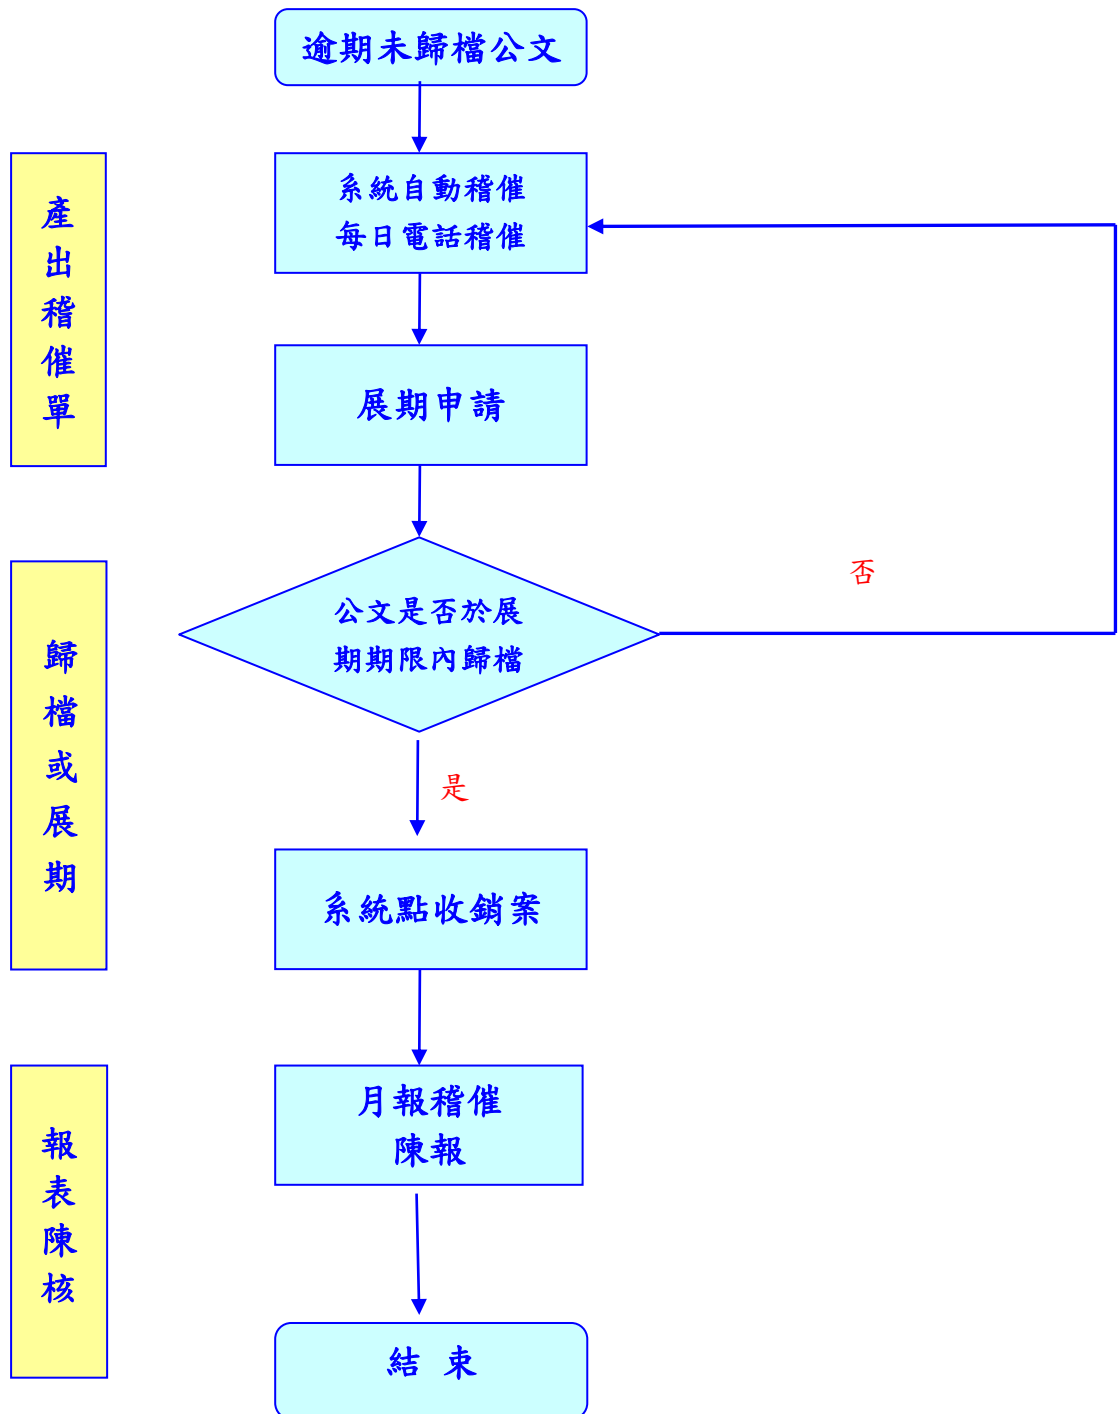 逾期未歸檔公文
產出稽催單
系統自動稽催
每日電話稽催
展期申請
否
歸檔或展期
公文是否於展
期期限內歸檔
是
系統點收銷案
報表陳核
月報稽催
陳報
結 束